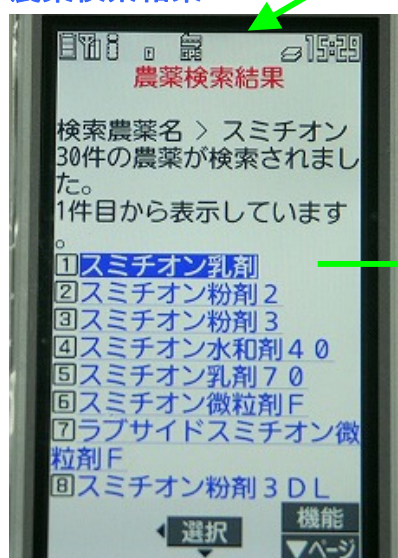 15:29
農薬検索結果
検索農薬名 > スミチオン
30件の農薬が検索されまし
た。
1件目から表示しています
。
1スミチオン乳剤
2スミチオン粉剤2
3スミチオン粉剤3
4スミチオン水和剤40
5スミチオン乳剤70
6スミチオン微粒剤F
7ラブサイドスミチオン微
粒剤F
8スミチオン粉剤3DL
機能
選択
▼ページ